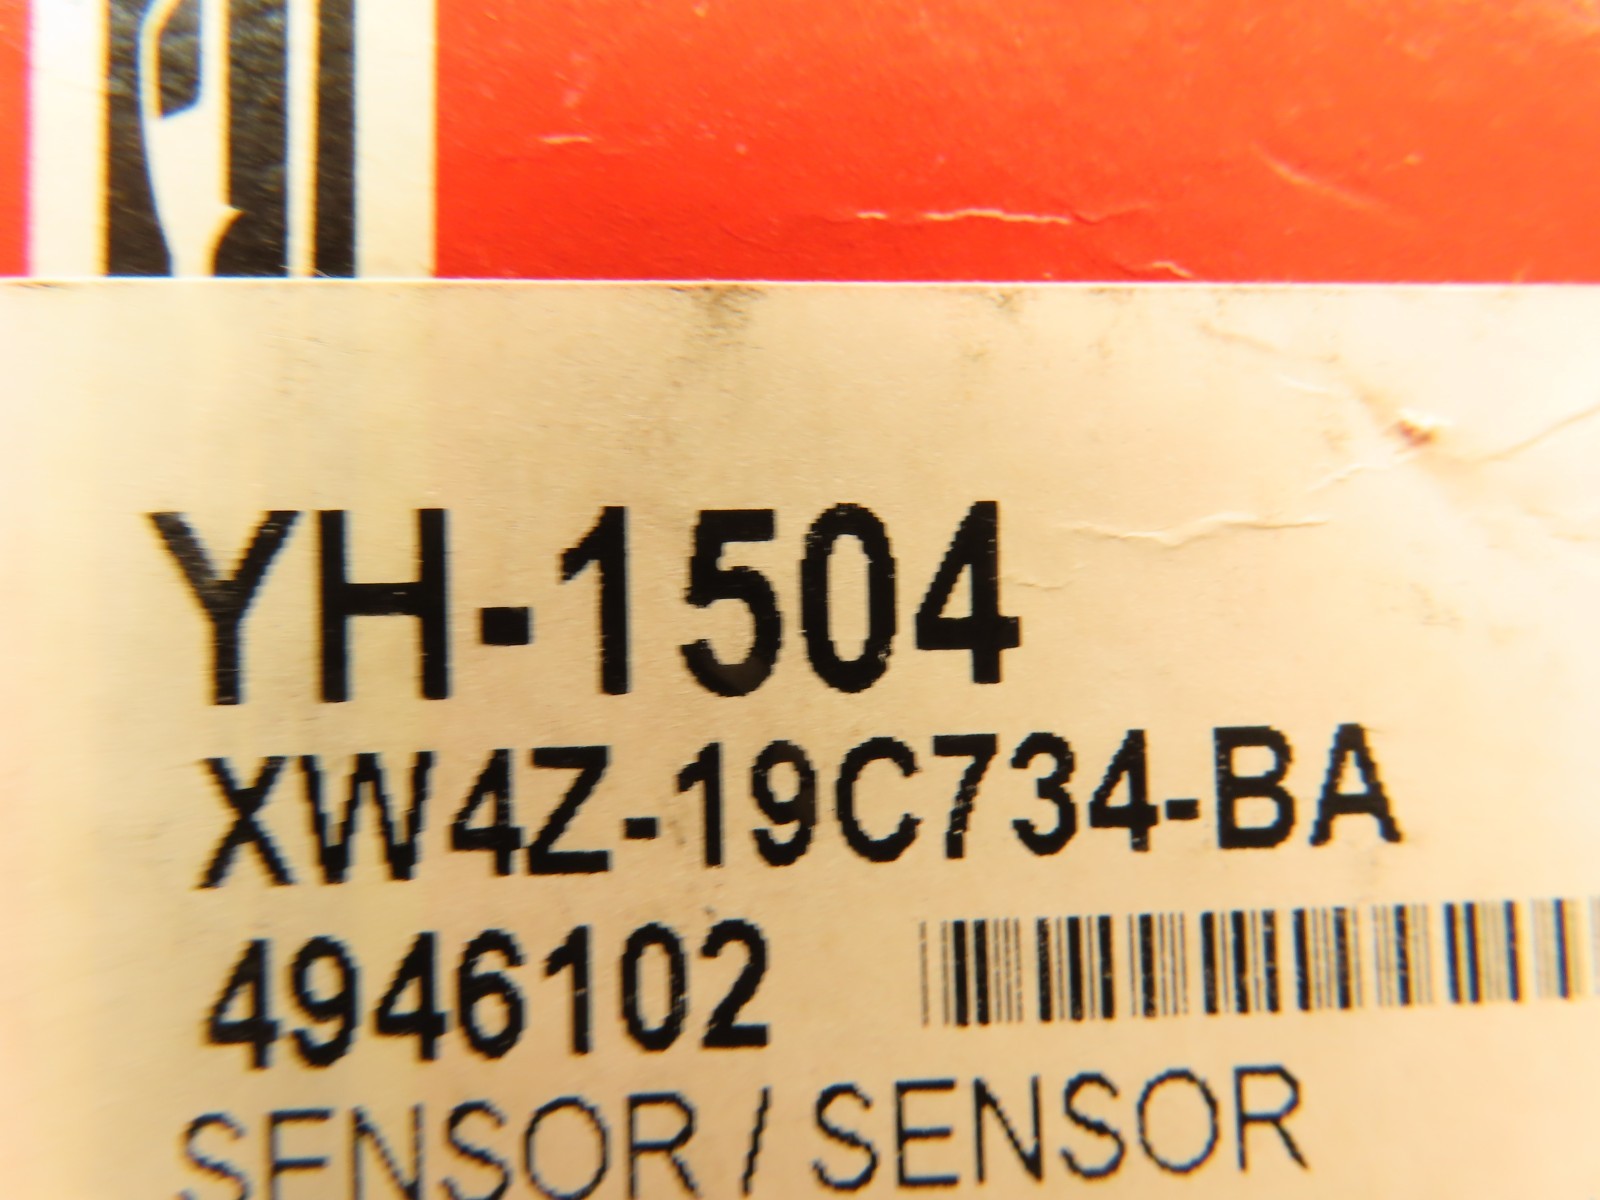 YH-1504
XW4Z-19C734-BA
4946102
SENSOR / SENSOR